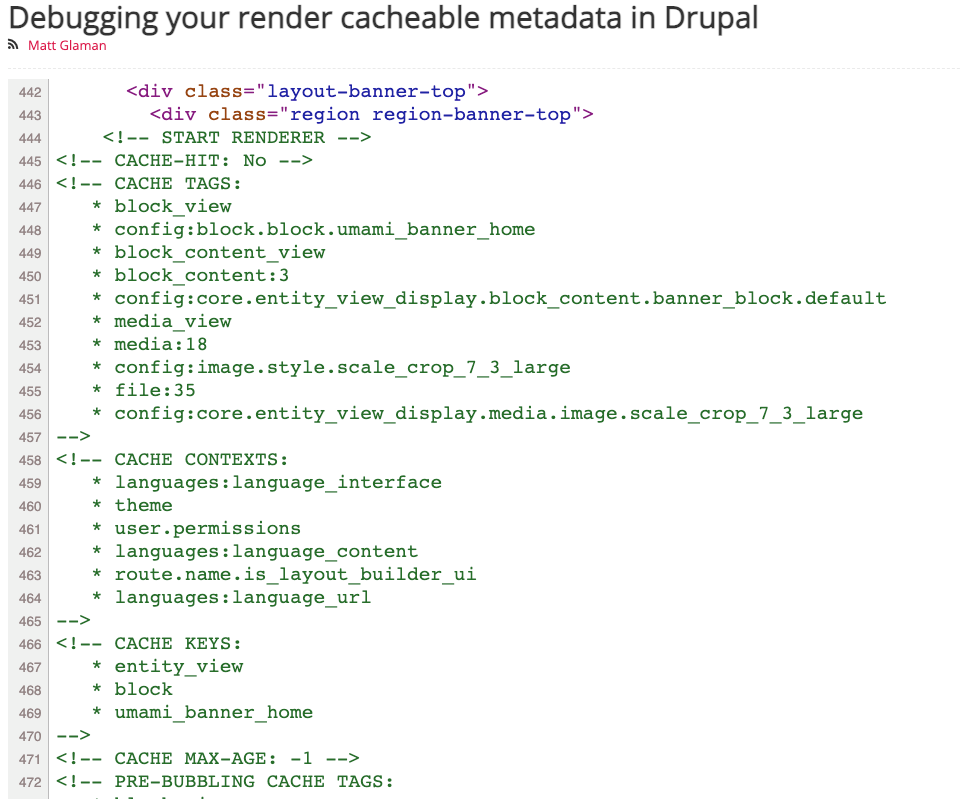 Debugging your render cacheable metadata in Drupal
Matt Glaman
442 <div class="layout-banner-top">
443 <div class="region region-banner-top">
444 <!-- START RENDERER -->
445 <!-- CACHE-HIT: No -->
446 <!-- CACHE TAGS:
447 * block_view
448 * config:block.block.umami_banner_home
449 * block_content_view
450 * block_content:3
451 * config:core.entity_view_display.block_content.banner_block.default
452 * media_view
453 * media:18
454 * config:image.style.scale_crop_7_3_large
455 * file:35
456 * config:core.entity_view_display.media.image.scale_crop_7_3_large
457 -->
458 <!-- CACHE CONTEXTS:
459 * languages:language_interface
460 * theme
461 * user.permissions
462 * languages:language_content
463 * route.name.is_layout_builder_ui
464 * languages:language_url
465 -->
466 <!-- CACHE KEYS:
467 * entity_view
468 * block
469 * umami_banner_home
470 -->
471 <!-- CACHE MAX-AGE: -1 -->
472 <!-- PRE-BUBBLING CACHE TAGS: